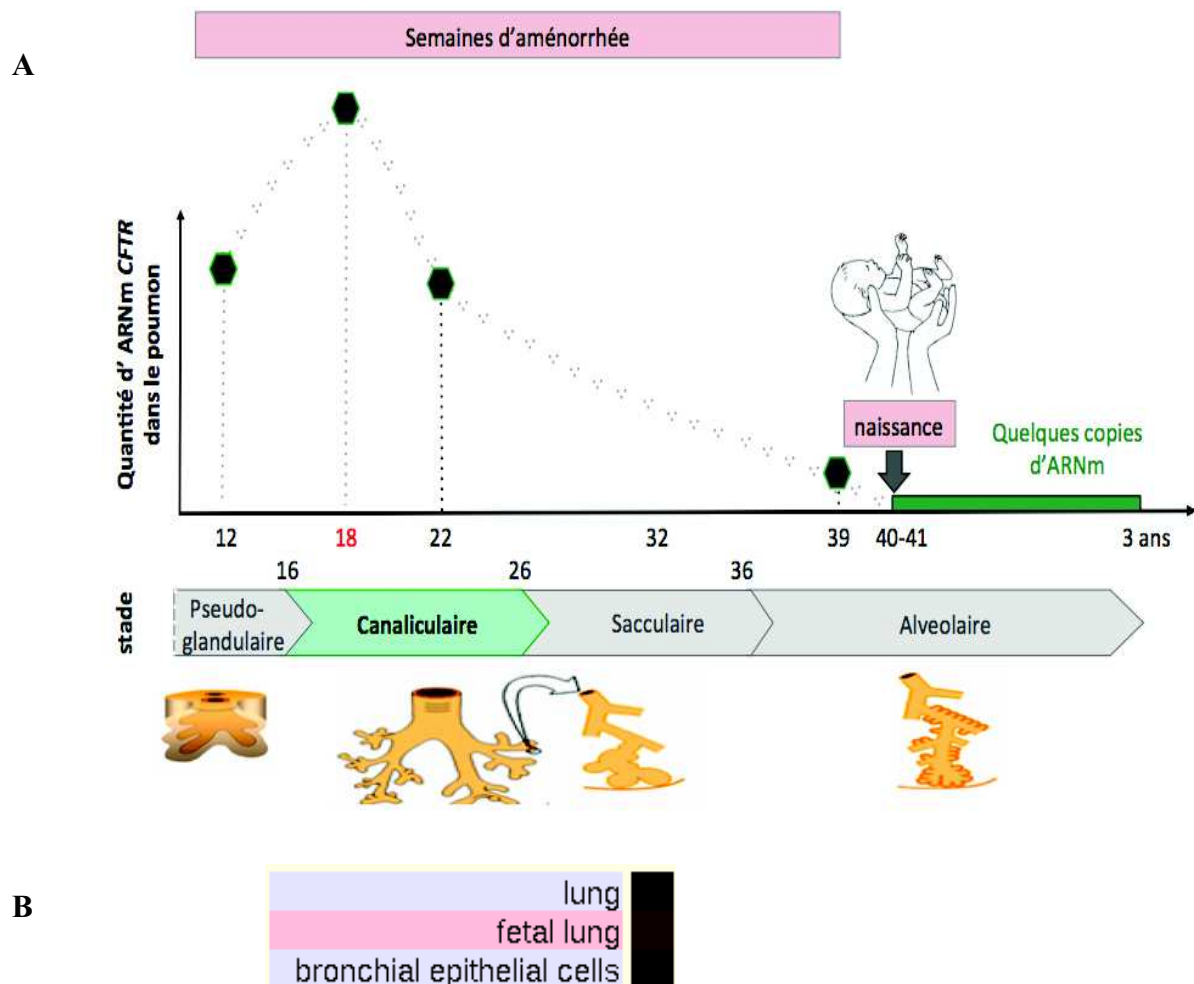 Semaines d’aménorrhée
A
Quantité d’ ARNm CFTR
dans le poumon
naissance
Quelques copies
d’ARNm
12 18 22 32 39 40-41 3 ans
16 26 36
stade
Pseudo-
glandulaire
Canaliculaire
Sacculaire
Alveolaire
B
lung
fetal lung
bronchial epithelial cells